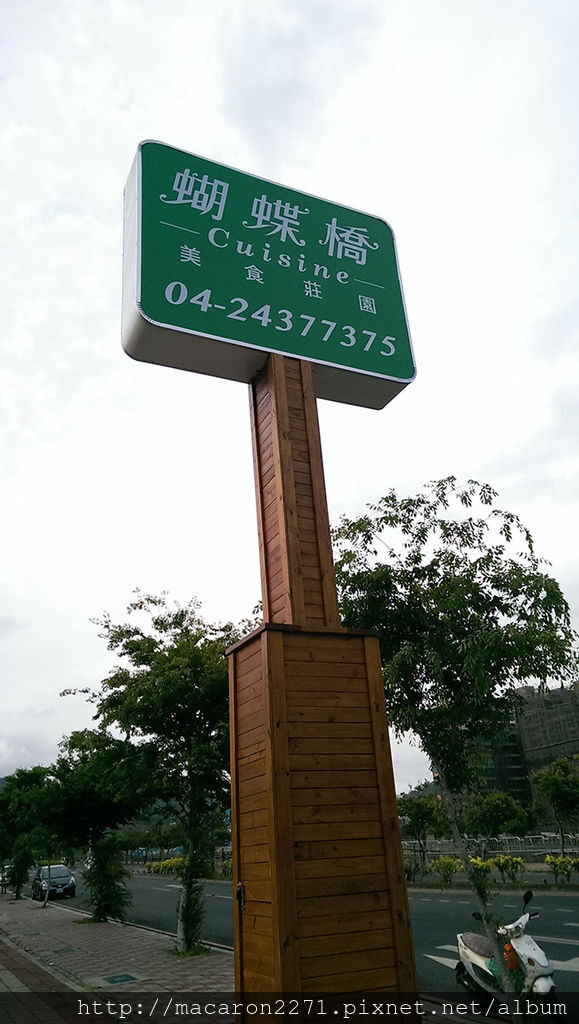 蝴蝶橋
Cuisine
美食莊園
04-24377375
http://macaron2271.pixnet.net/album